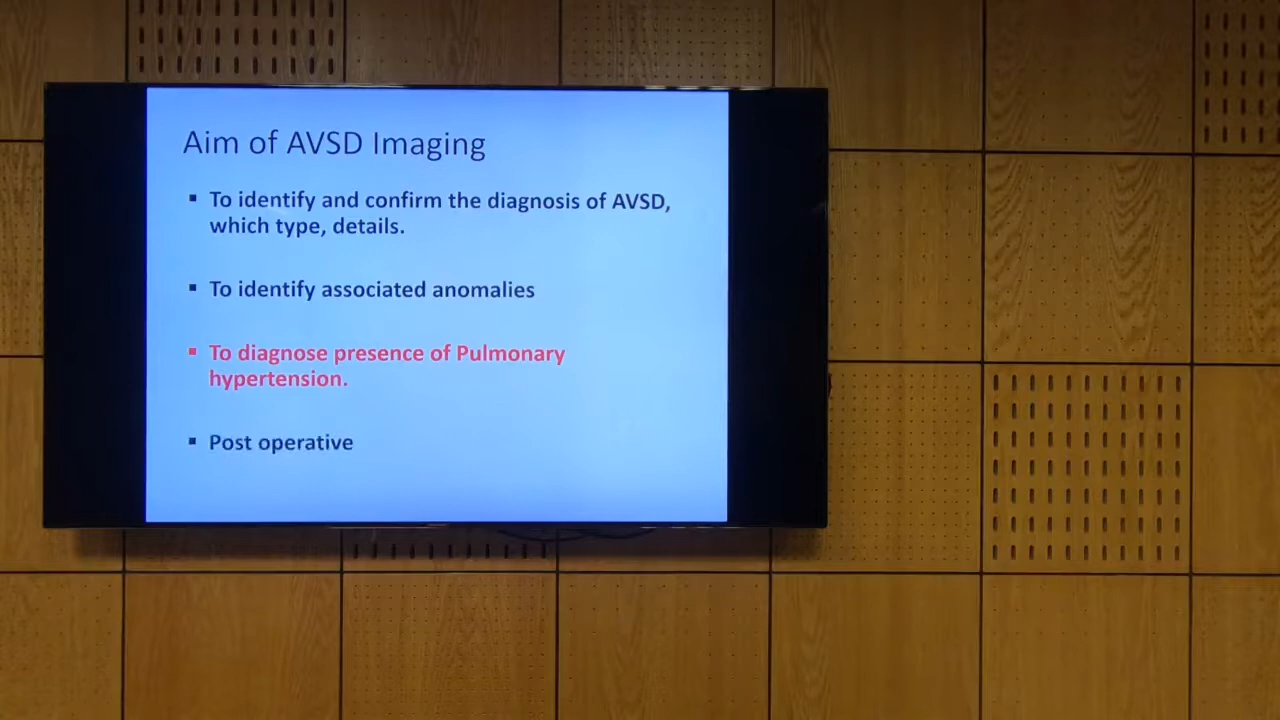 Aim of AVSD Imaging
▪ To identify and confirm the diagnosis of AVSD,
which type, details.
▪ To identify associated anomalies
▪ To diagnose presence of Pulmonary
hypertension.
▪ Post operative